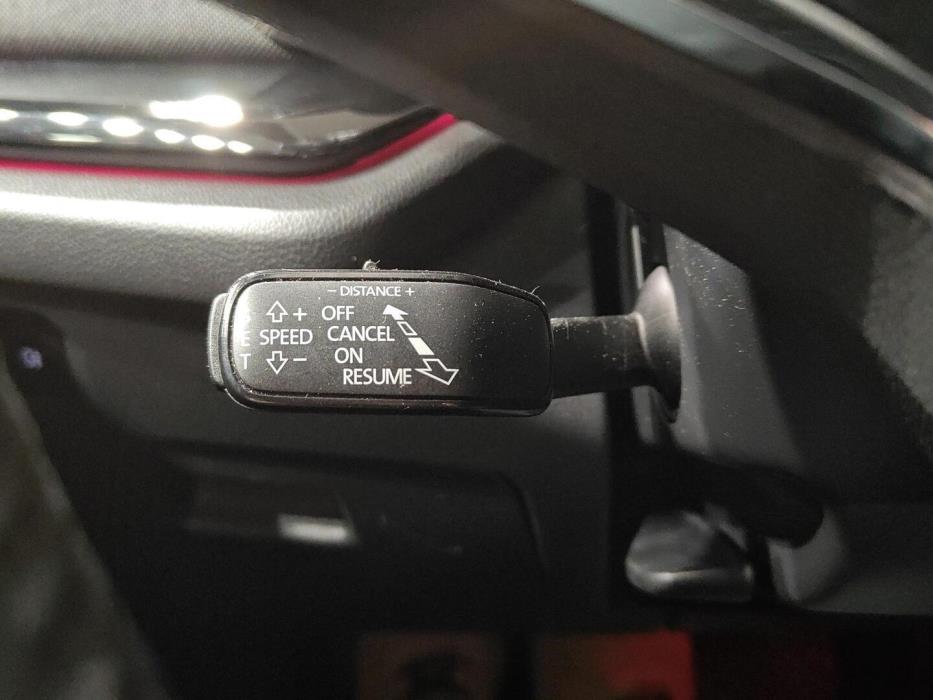 - DISTANCE +
+ OFF
E SPEED CANCEL
T - ON
RESUME